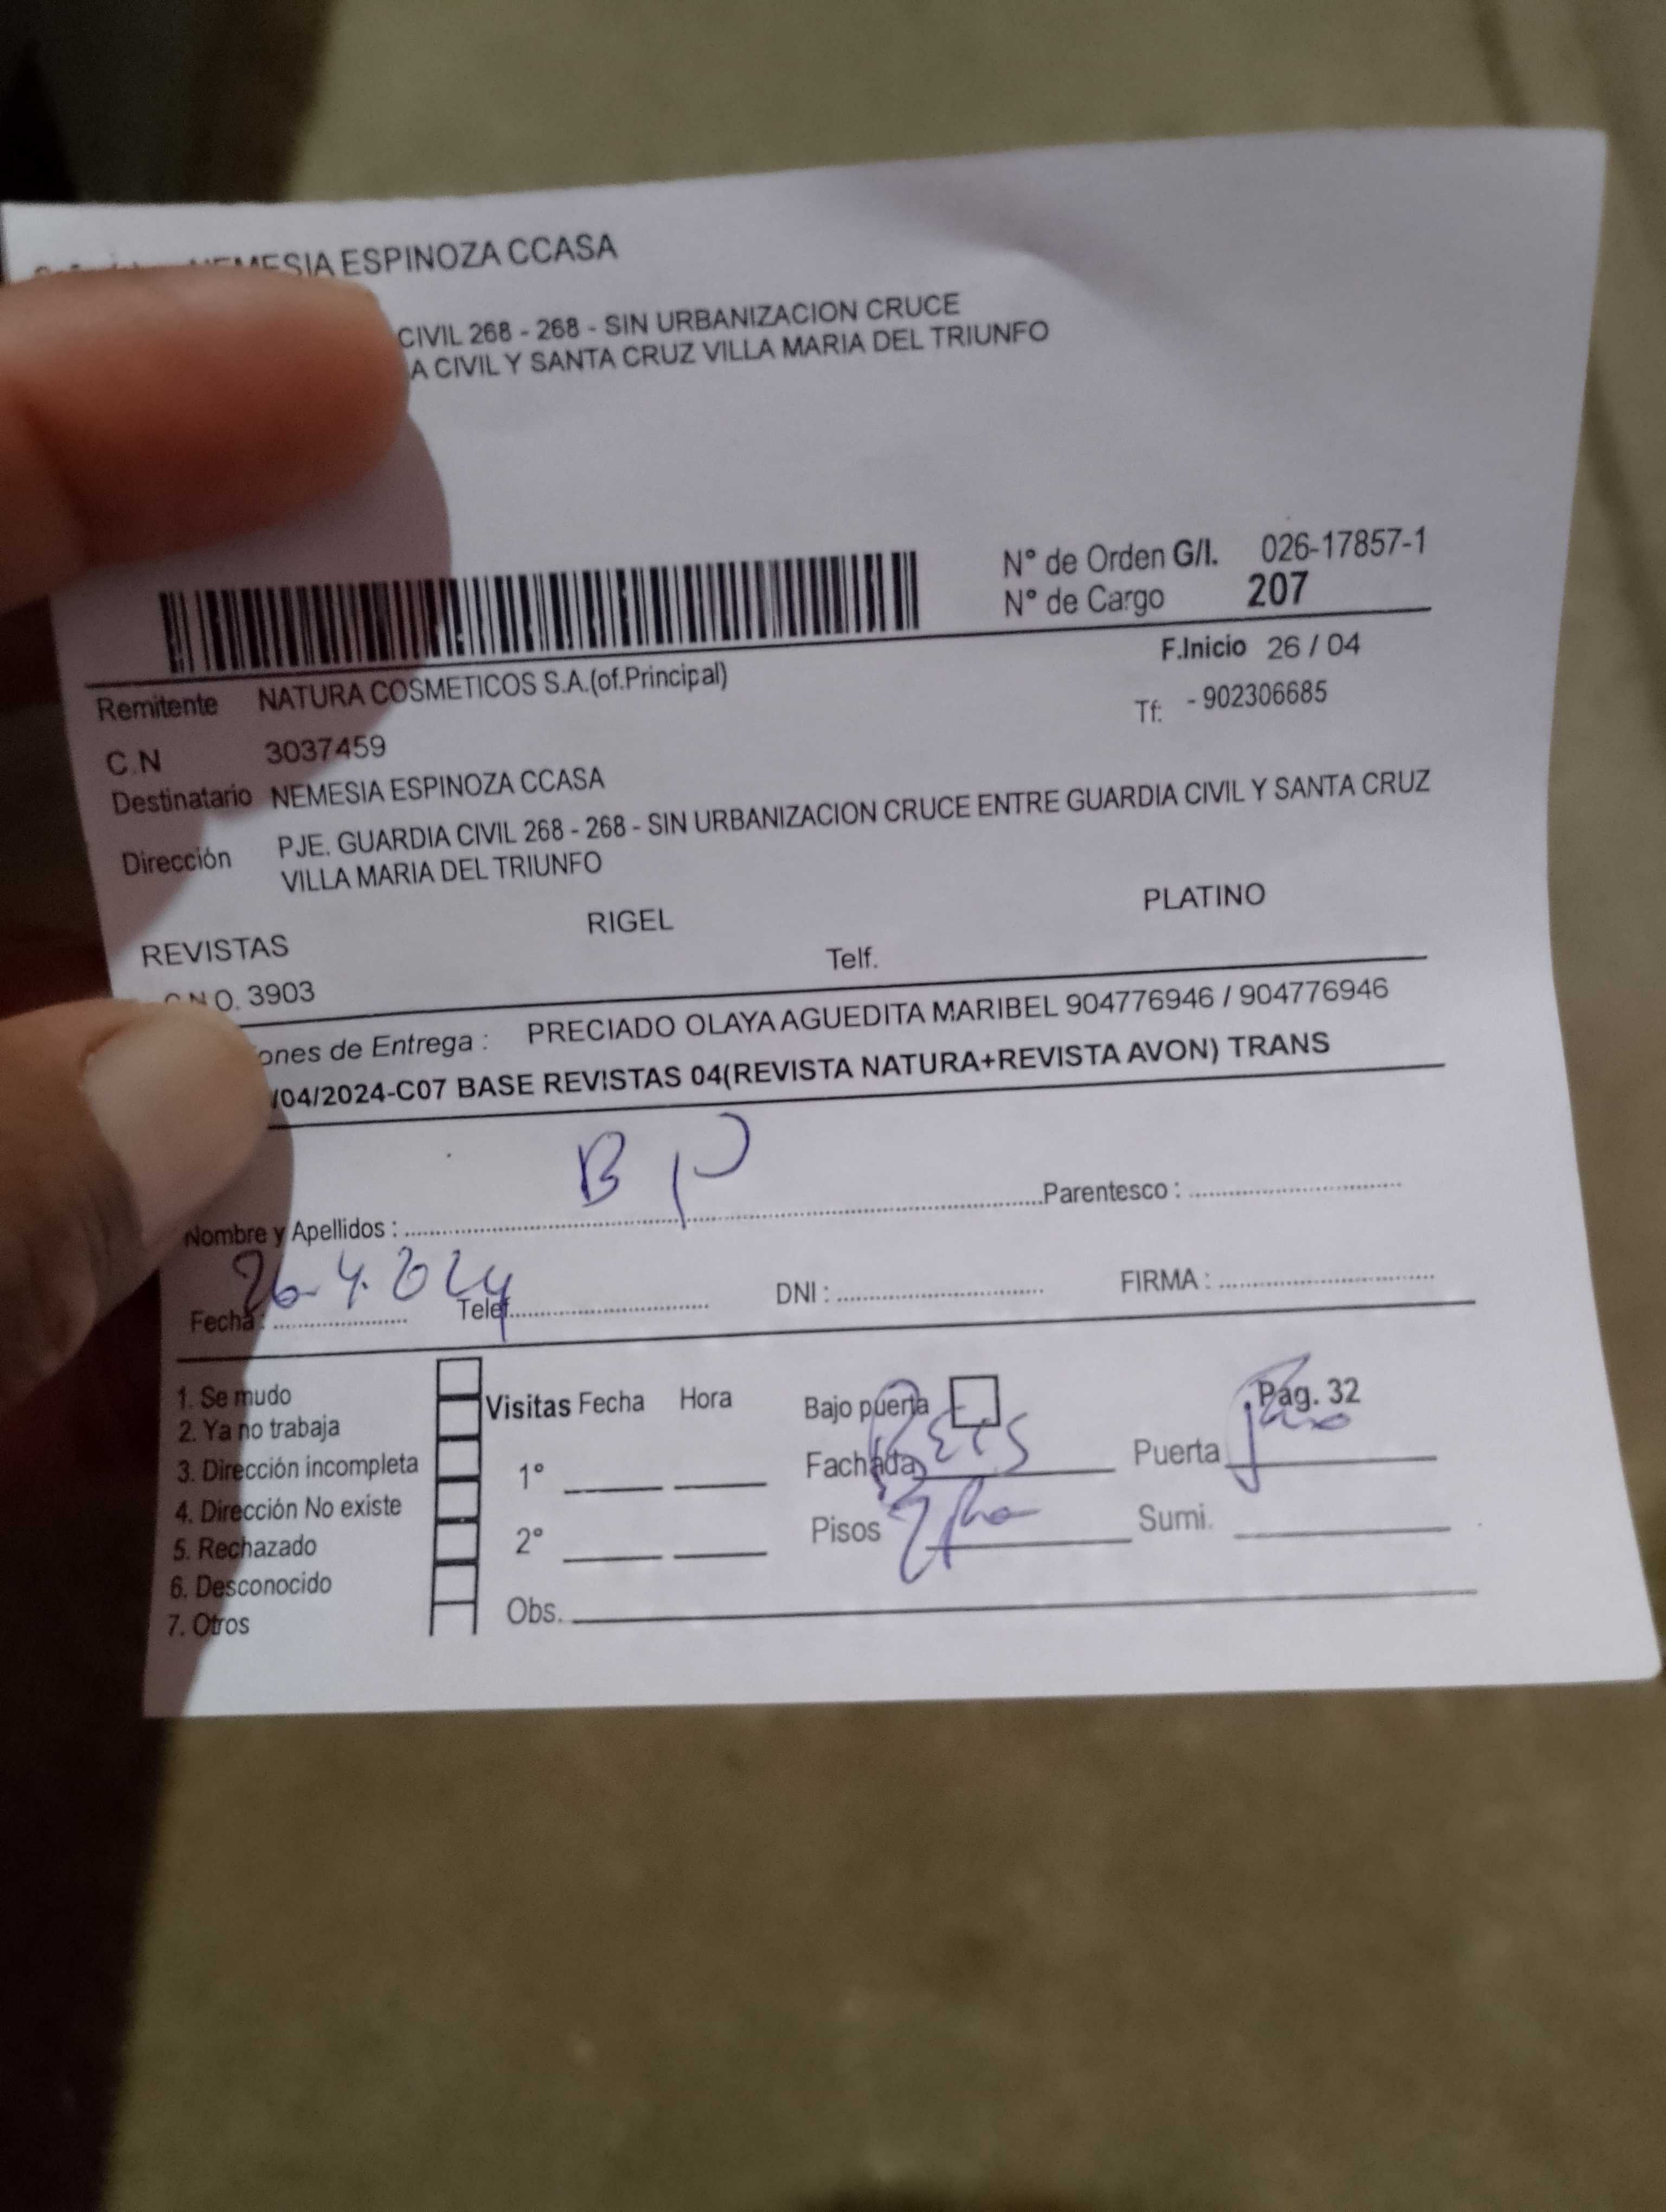 NEMESIA ESPINOZA CCASA
CIVIL 268 - 268 - SIN URBANIZACION CRUCE
A CIVIL Y SANTA CRUZ VILLA MARIA DEL TRIUNFO
N° de Orden G/I. 026-17857-1
N° de Cargo 207
F.Inicio 26 / 04
Remitente NATURA COSMETICOS S.A.(of.Principal)
Tf: - 902306685
C.N 3037459
Destinatario NEMESIA ESPINOZA CCASA
Dirección PJE. GUARDIA CIVIL 268 - 268 - SIN URBANIZACION CRUCE ENTRE GUARDIA CIVIL Y SANTA CRUZ
VILLA MARIA DEL TRIUNFO
REVISTAS RIGEL PLATINO
C.N O. 3903 Telf.
ones de Entrega : PRECIADO OLAYA AGUEDITA MARIBEL 904776946 / 904776946
/04/2024-C07 BASE REVISTAS 04(REVISTA NATURA+REVISTA AVON) TRANS
B P
Nombre y Apellidos : Parentesco :
26-4.2024
Fecha : Telef. DNI : FIRMA :
1. Se mudo
2. Ya no trabaja
3. Dirección incompleta
4. Dirección No existe
5. Rechazado
6. Desconocido
7. Otros
Visitas Fecha Hora
1°
2°
Bajo puerta Pág. 32
Fachada Puerta
Pisos Sumi.
Obs.